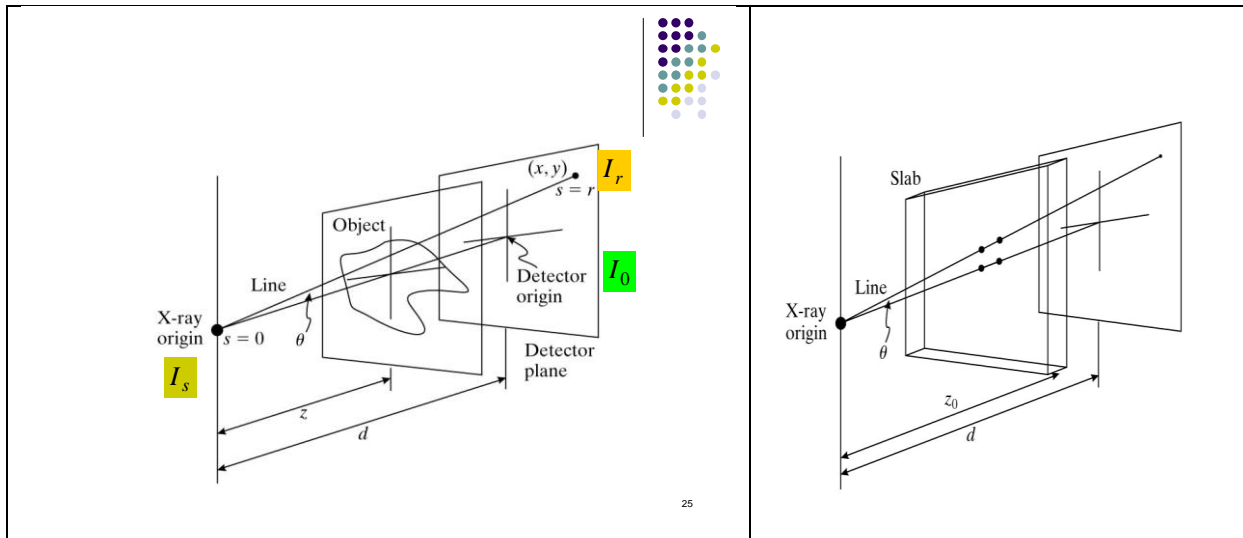 (x, y)
I_r
s = r
Object
I_0
Detector
origin
Line
X-ray
origin
s = 0
θ
Detector
plane
I_s
z
d
25
Slab
Line
X-ray
origin
θ
z_0
d